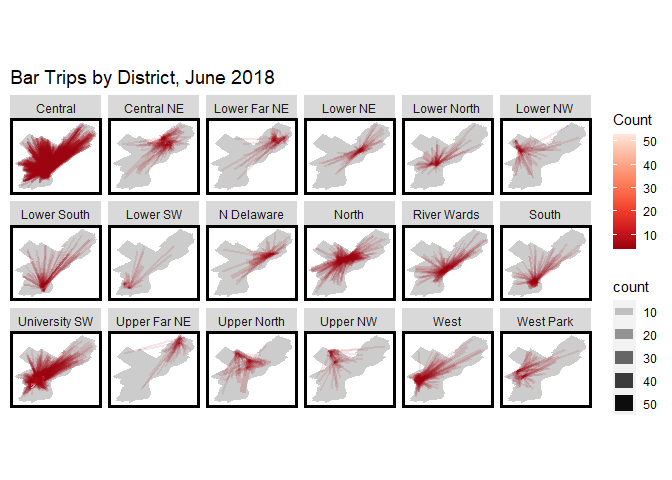 Bar Trips by District, June 2018
Central Central NE Lower Far NE Lower NE Lower North Lower NW
Lower South Lower SW N Delaware North River Wards South
University SW Upper Far NE Upper North Upper NW West West Park
Count
50
40
30
20
10
count
10
20
30
40
50